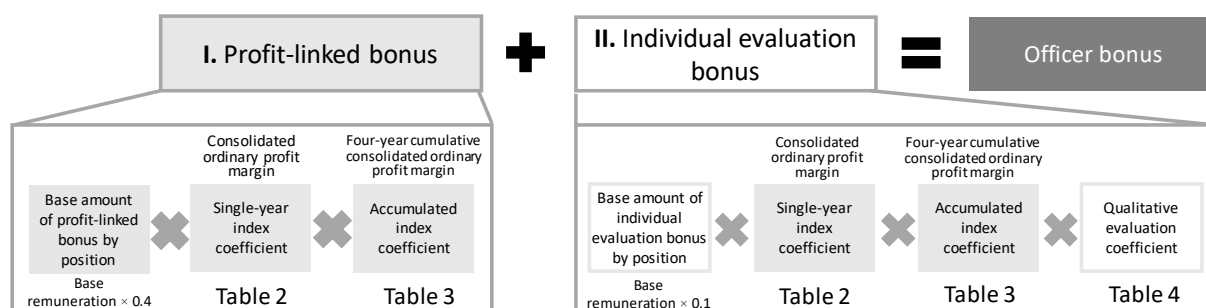 I. Profit-linked bonus
+
II. Individual evaluation
bonus
=
Officer bonus
Consolidated
ordinary profit
margin
Four-year cumulative
consolidated ordinary
profit margin
Base amount
of profit-linked
bonus by
position
×
Single-year
index
coefficient
×
Accumulated
index
coefficient
Base
remuneration × 0.4
Table 2
Table 3
Consolidated
ordinary profit
margin
Four-year cumulative
consolidated ordinary
profit margin
Base amount of
individual
evaluation bonus
by position
×
Single-year
index
coefficient
×
Accumulated
index
coefficient
×
Qualitative
evaluation
coefficient
Base
remuneration × 0.1
Table 2
Table 3
Table 4